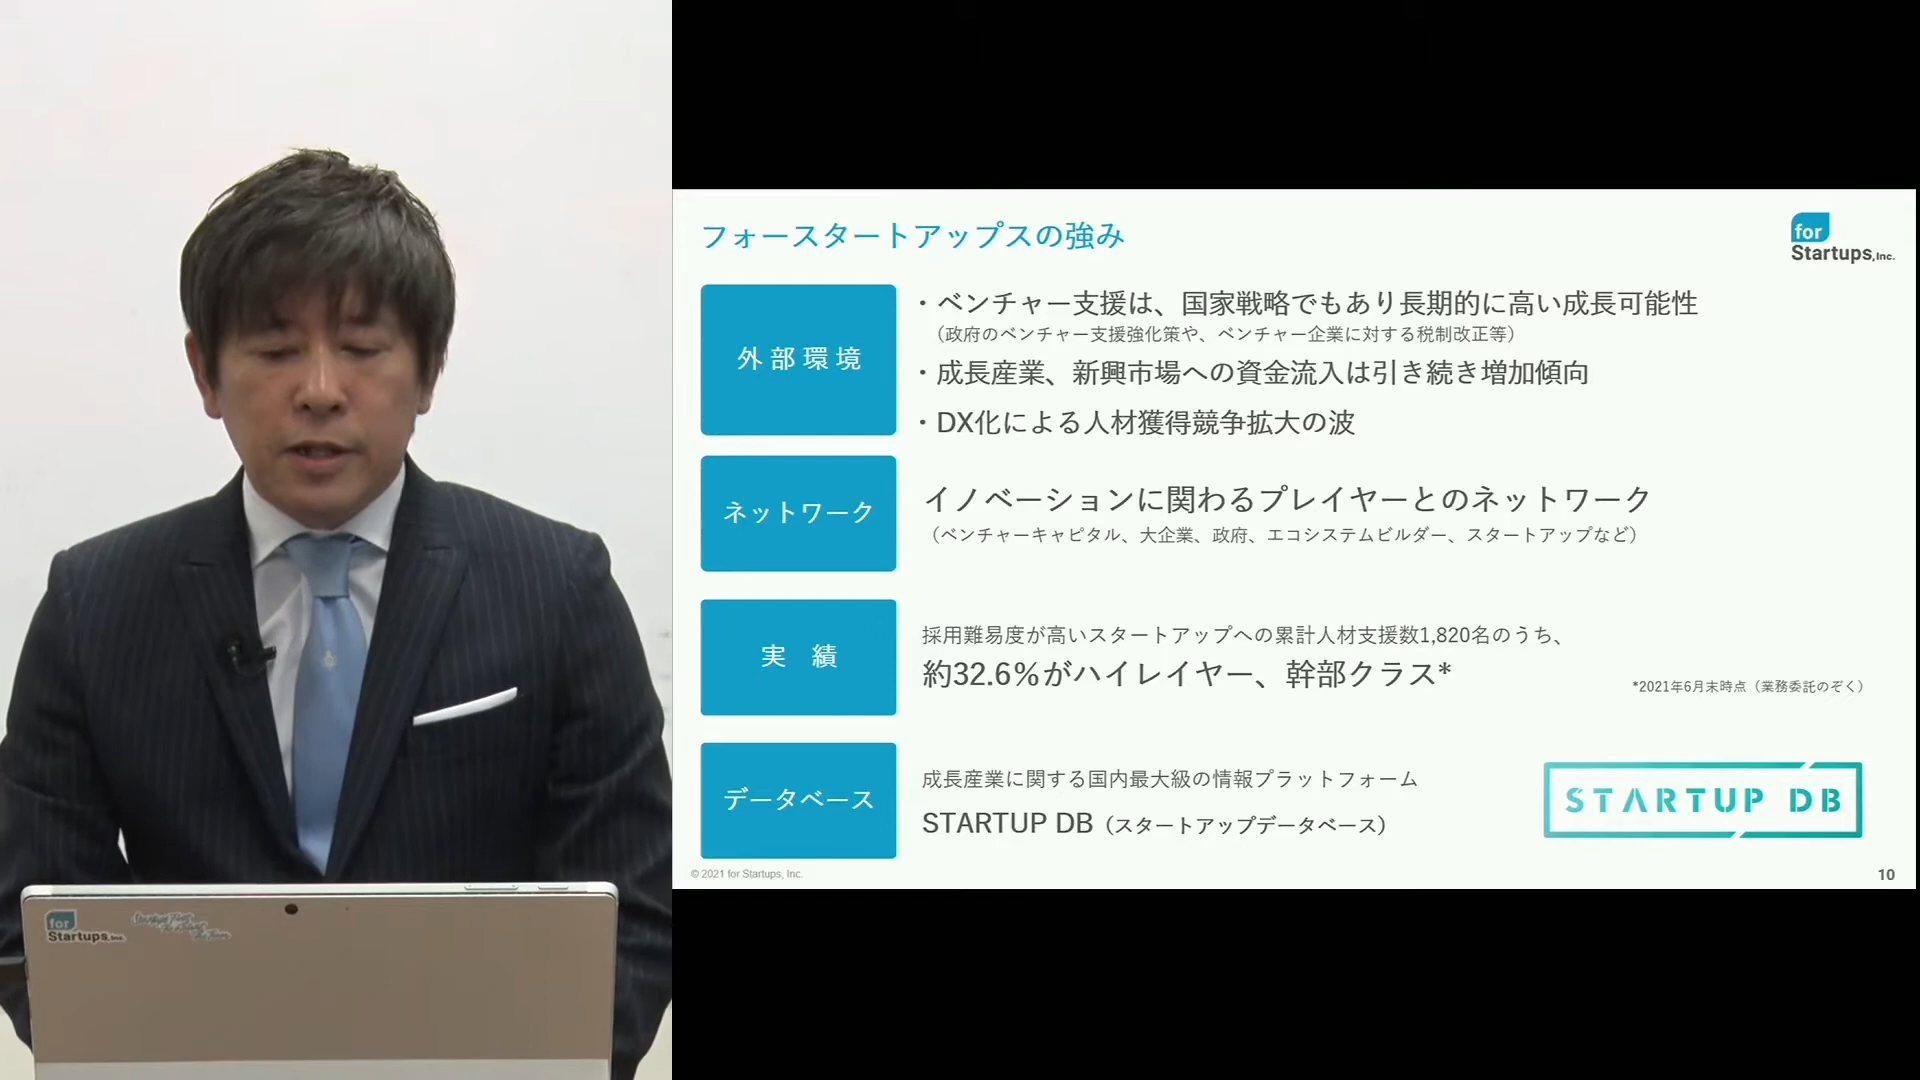 フォースタートアップスの強み
for
Startups,Inc.
外部環境
・ベンチャー支援は、国家戦略でもあり長期的に高い成長可能性
（政府のベンチャー支援強化策や、ベンチャー企業に対する税制改正等）
・成長産業、新興市場への資金流入は引き続き増加傾向
・DX化による人材獲得競争拡大の波
ネットワーク
イノベーションに関わるプレイヤーとのネットワーク
（ベンチャーキャピタル、大企業、政府、エコシステムビルダー、スタートアップなど）
実　績
採用難易度が高いスタートアップへの累計人材支援数1,820名のうち、
約32.6%がハイレイヤー、幹部クラス*
*2021年6月末時点（業務委託のぞく）
データベース
成長産業に関する国内最大級の情報プラットフォーム
STARTUP DB（スタートアップデータベース）
STARTUP DB
© 2021 for Startups, Inc.
10
for
Startups,Inc.